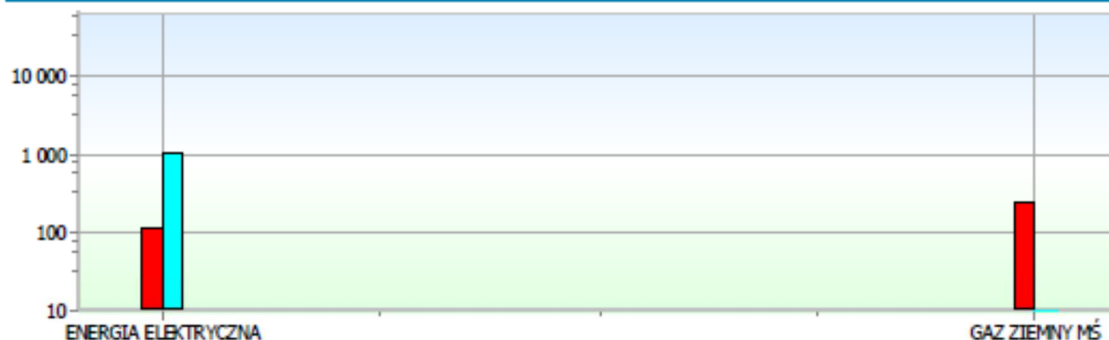 10 000
1 000
100
10
ENERGIA ELEKTRYCZNA GAZ ZIEMNY MŚ